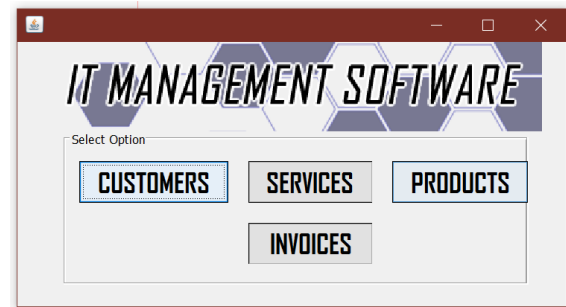 IT MANAGEMENT SOFTWARE
Select Option
CUSTOMERS SERVICES PRODUCTS
INVOICES